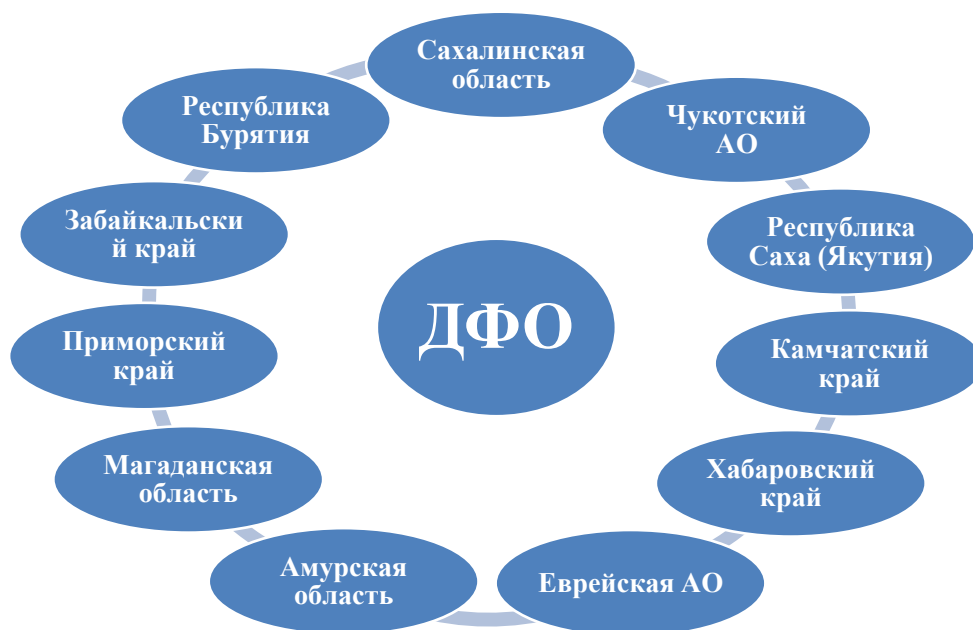 Сахалинская
область
Чукотский
АО
Республика
Саха (Якутия)
Камчатский
край
Хабаровский
край
Еврейская АО
Амурская
область
Магаданская
область
Приморский
край
Забайкальски
й край
Республика
Бурятия
ДФО